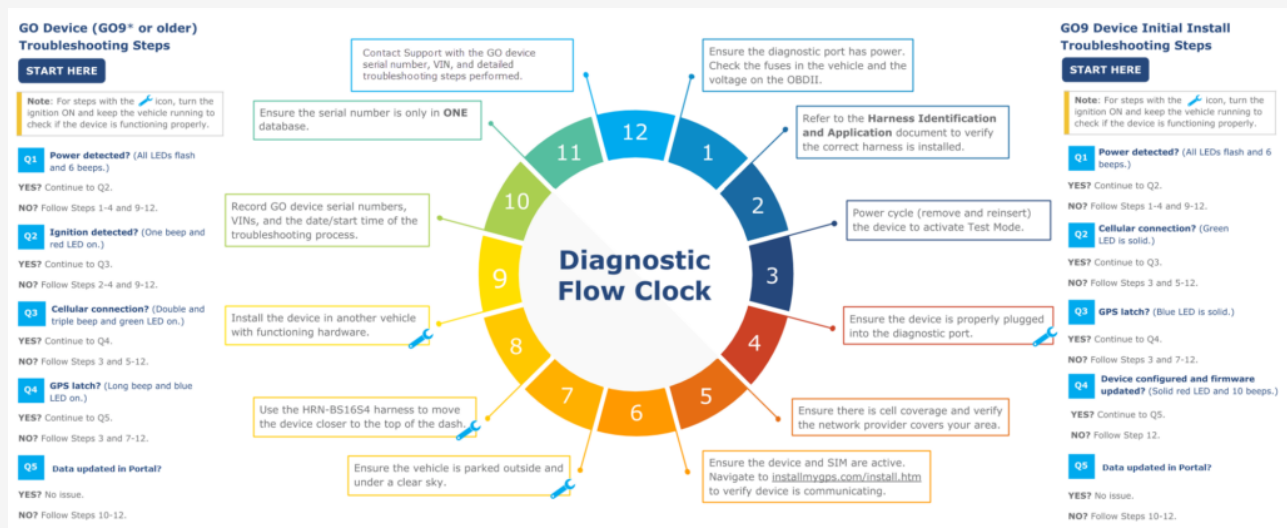 GO Device (GO9* or older)
Troubleshooting Steps
START HERE
Note: For steps with the icon, turn the
ignition ON and keep the vehicle running to
check if the device is functioning properly.
Q1
Power detected? (All LEDs flash
and 6 beeps.)
YES? Continue to Q2.
NO? Follow Steps 1-4 and 9-12.
Q2
Ignition detected? (One beep and
red LED on.)
YES? Continue to Q3.
NO? Follow Steps 2-4 and 9-12.
Q3
Cellular connection? (Double and
triple beep and green LED on.)
YES? Continue to Q4.
NO? Follow Steps 3 and 5-12.
Q4
GPS latch? (Long beep and blue
LED on.)
YES? Continue to Q5.
NO? Follow Steps 3 and 7-12.
Q5
Data updated in Portal?
YES? No issue.
NO? Follow Steps 10-12.
Diagnostic
Flow Clock
12
1
2
3
4
5
6
7
8
9
10
11
Contact Support with the GO device
serial number, VIN, and detailed
troubleshooting steps performed.
Ensure the diagnostic port has power.
Check the fuses in the vehicle and the
voltage on the OBDII.
Refer to the Harness Identification
and Application document to verify
the correct harness is installed.
Power cycle (remove and reinsert)
the device to activate Test Mode.
Ensure the device is properly plugged
into the diagnostic port.
Ensure there is cell coverage and verify
the network provider covers your area.
Ensure the device and SIM are active.
Navigate to installmygps.com/install.htm
to verify device is communicating.
Ensure the vehicle is parked outside and
under a clear sky.
Use the HRN-BS16S4 harness to move
the device closer to the top of the dash.
Install the device in another vehicle
with functioning hardware.
Record GO device serial numbers,
VINs, and the date/start time of the
troubleshooting process.
Ensure the serial number is only in ONE
database.
GO9 Device Initial Install
Troubleshooting Steps
START HERE
Note: For steps with the icon, turn the
ignition ON and keep the vehicle running to
check if the device is functioning properly.
Q1
Power detected? (All LEDs flash and 6
beeps.)
YES? Continue to Q2.
NO? Follow Steps 1-4 and 9-12.
Q2
Cellular connection? (Green
LED is solid.)
YES? Continue to Q3.
NO? Follow Steps 3 and 5-12.
Q3
GPS latch? (Blue LED is solid.)
YES? Continue to Q4.
NO? Follow Steps 3 and 7-12.
Q4
Device configured and firmware
updated? (Solid red LED and 10 beeps.)
YES? Continue to Q5.
NO? Follow Step 12.
Q5
Data updated in Portal?
YES? No issue.
NO? Follow Steps 10-12.